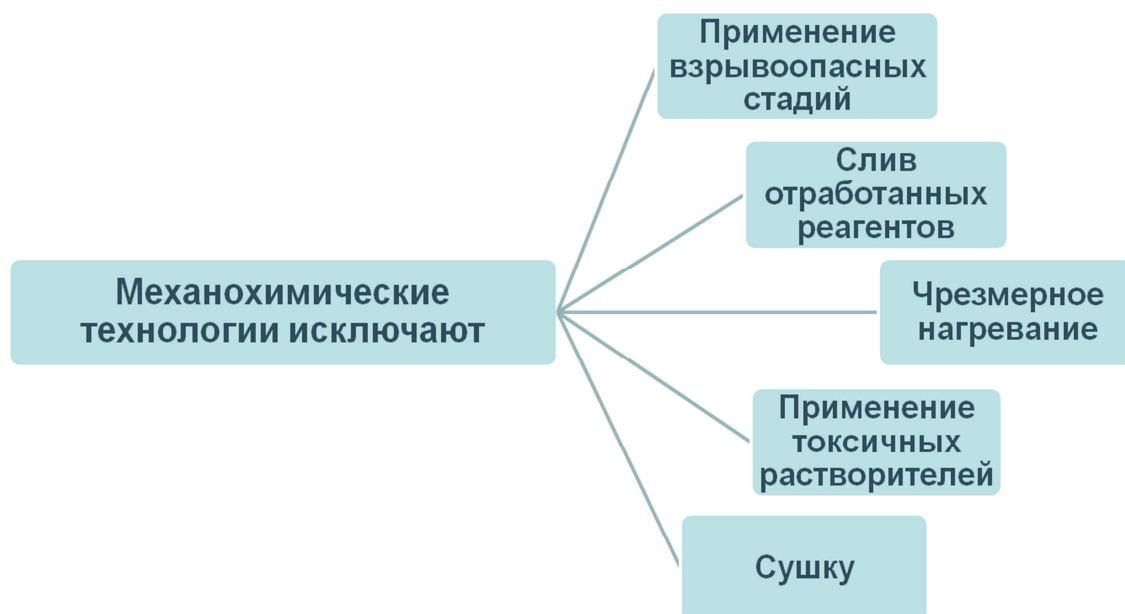 Применение
взрывоопасных
стадий
Слив
отработанных
реагентов
Механохимические
технологии исключают
Чрезмерное
нагревание
Применение
токсичных
растворителей
Сушку